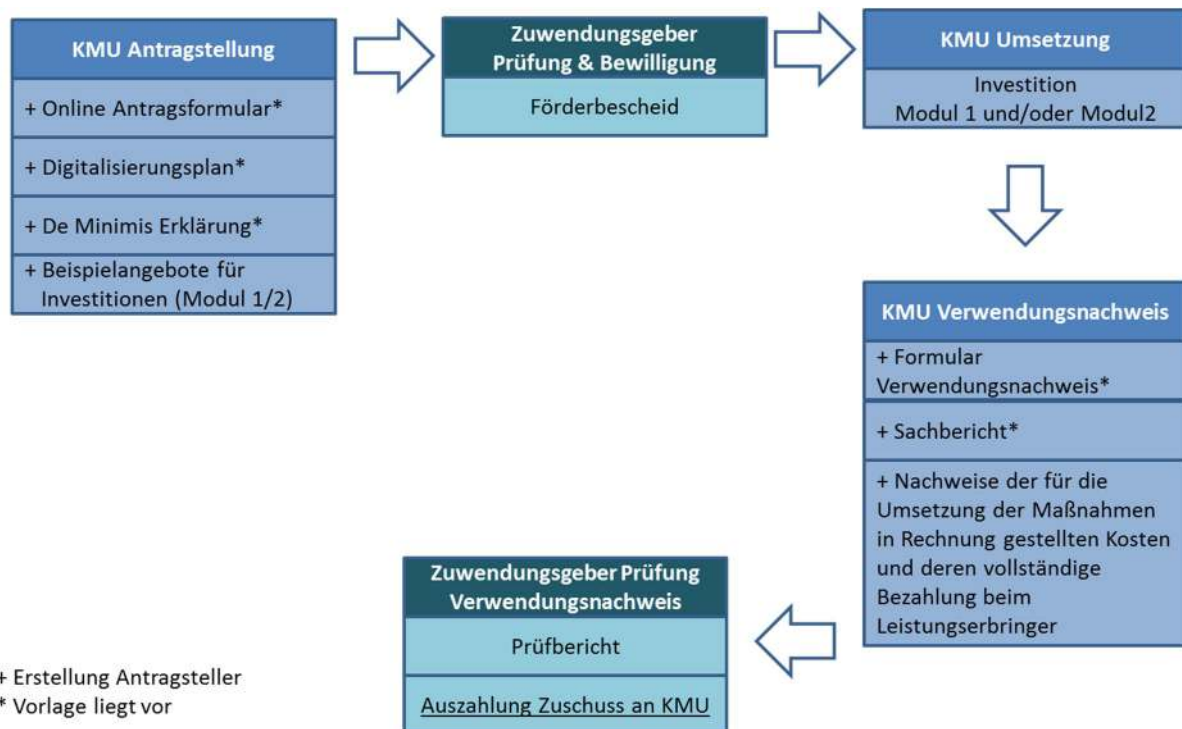 KMU Antragstellung
+ Online Antragsformular*
+ Digitalisierungsplan*
+ De Minimis Erklärung*
+ Beispielangebote für
Investitionen (Modul 1/2)
Zuwendungsgeber
Prüfung & Bewilligung
Förderbescheid
KMU Umsetzung
Investition
Modul 1 und/oder Modul2
KMU Verwendungsnachweis
+ Formular
Verwendungsnachweis*
+ Sachbericht*
+ Nachweise der für die
Umsetzung der Maßnahmen
in Rechnung gestellten Kosten
und deren vollständige
Bezahlung beim
Leistungserbringer
Zuwendungsgeber Prüfung
Verwendungsnachweis
Prüfbericht
Auszahlung Zuschuss an KMU
+ Erstellung Antragsteller
* Vorlage liegt vor